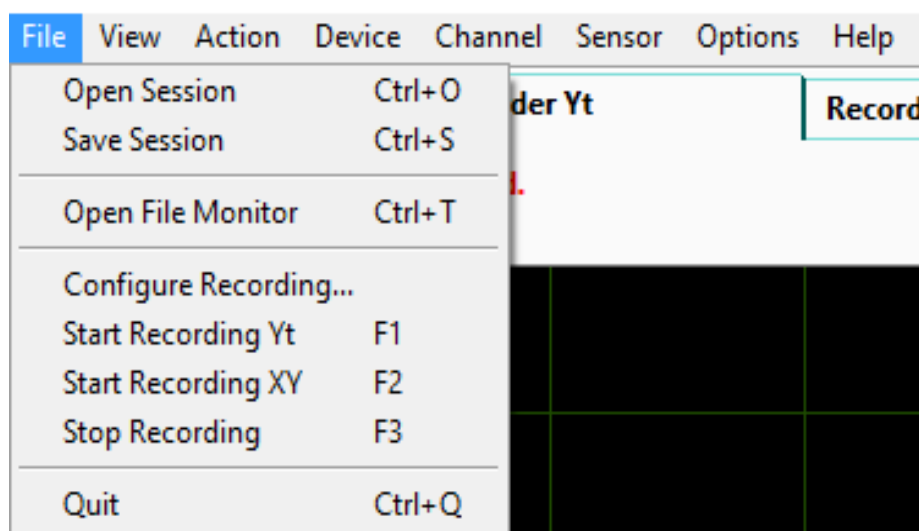 File View Action Device Channel Sensor Options Help
Open Session Ctrl+O
Save Session Ctrl+S
Open File Monitor Ctrl+T
Configure Recording...
Start Recording Yt F1
Start Recording XY F2
Stop Recording F3
Quit Ctrl+Q
der Yt
Record